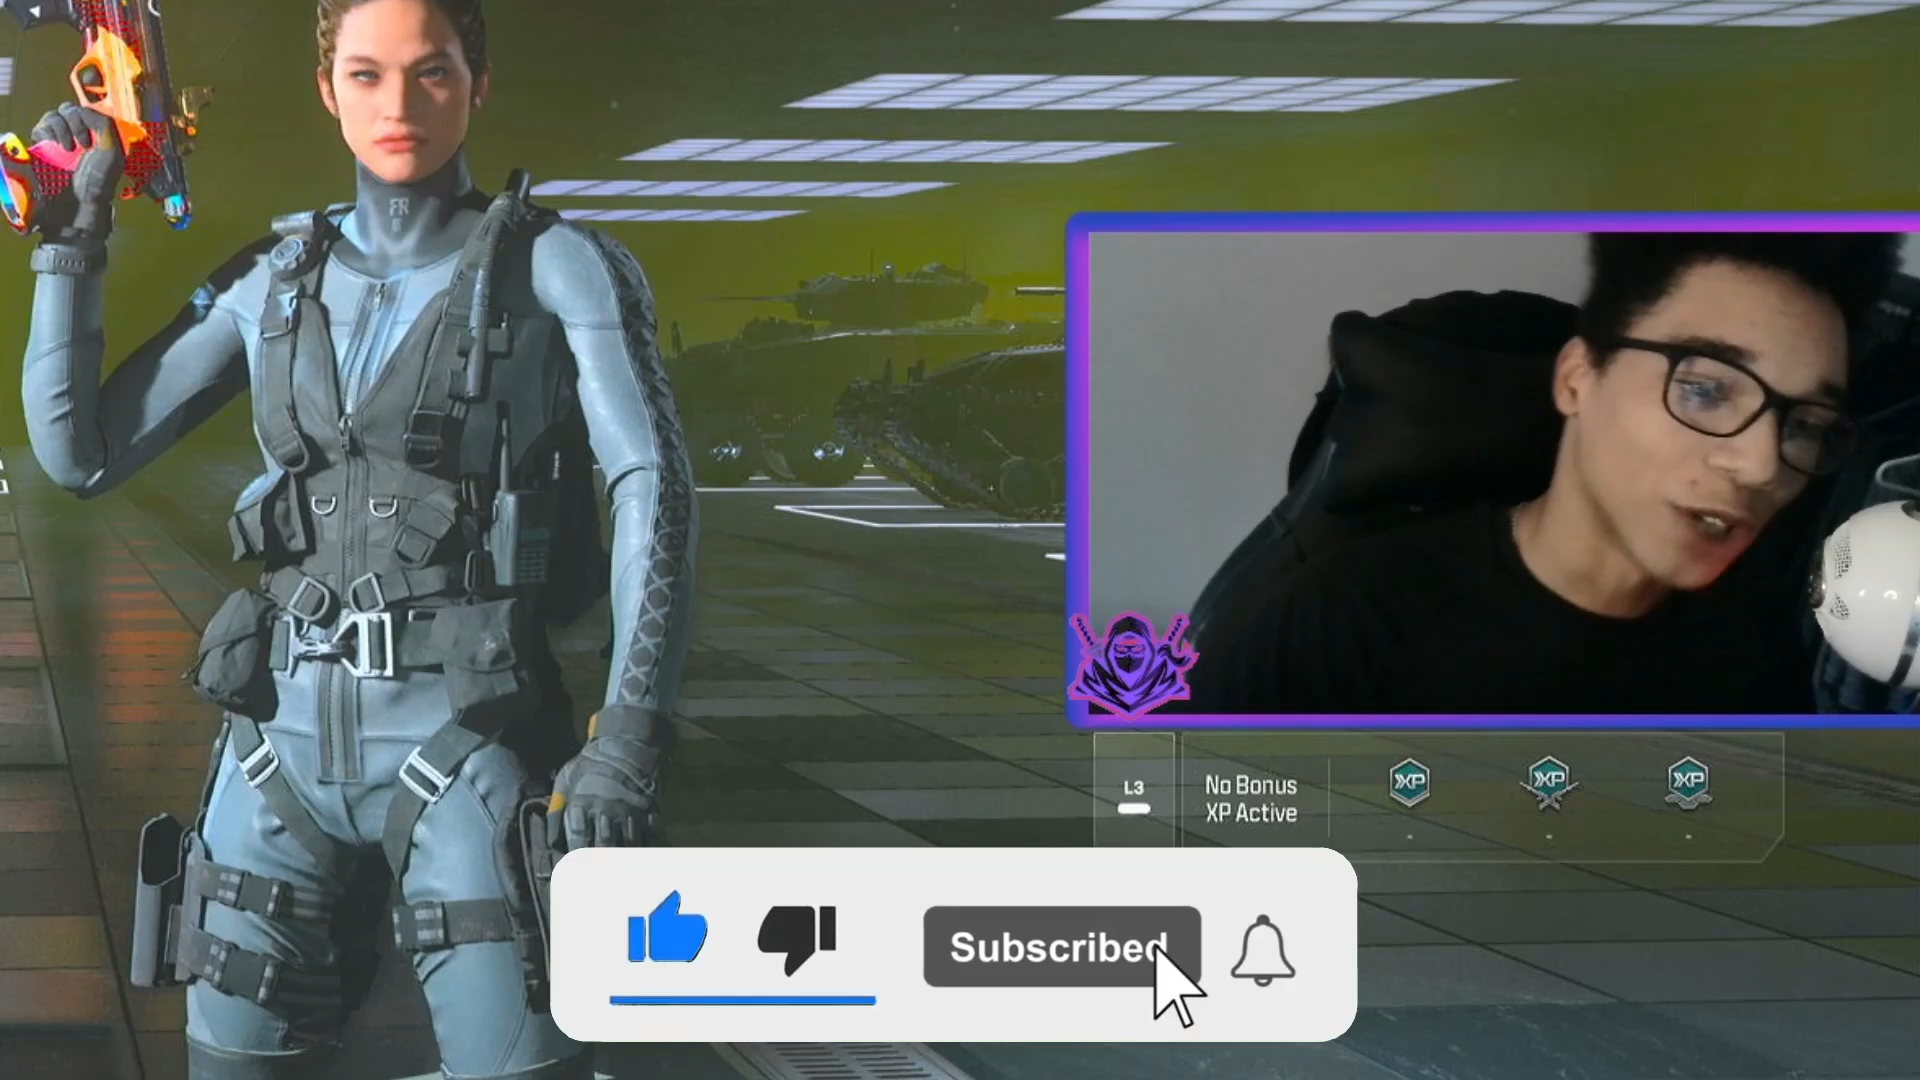 FR
L3
No Bonus
XP Active
XP
XP
XP
Subscribed